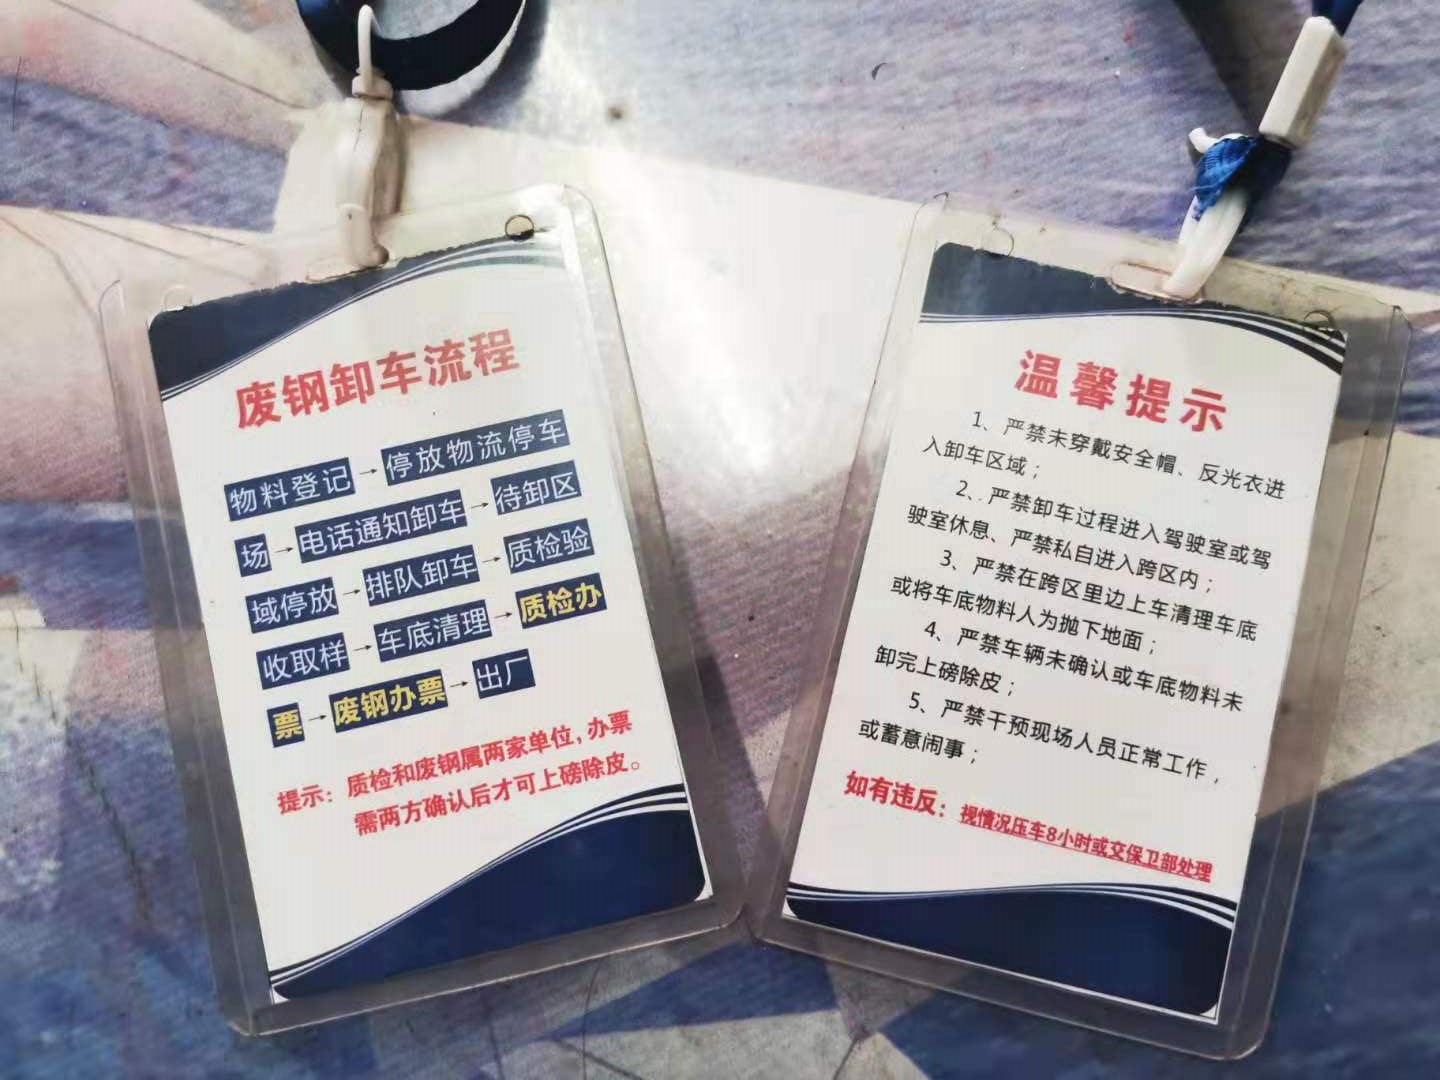 废钢卸车流程
物料登记→停放物流停车
场→电话通知卸车→待卸区
域停放→排队卸车→质检验
收取样→车底清理→质检办
票→废钢办票→出厂
提示：质检和废钢属两家单位，办票
需两方确认后才可上磅除皮。
温馨提示
1、严禁未穿戴安全帽、反光衣进
入卸车区域；
2、严禁卸车过程进入驾驶室或驾
驶室休息、严禁私自进入跨区内；
3、严禁在跨区里边上车清理车底
或将车底物料人为抛下地面；
4、严禁车辆未确认或车底物料未
卸完上磅除皮；
5、严禁干预现场人员正常工作，
或蓄意闹事；
如有违反：视情况压车8小时或交保卫部处理